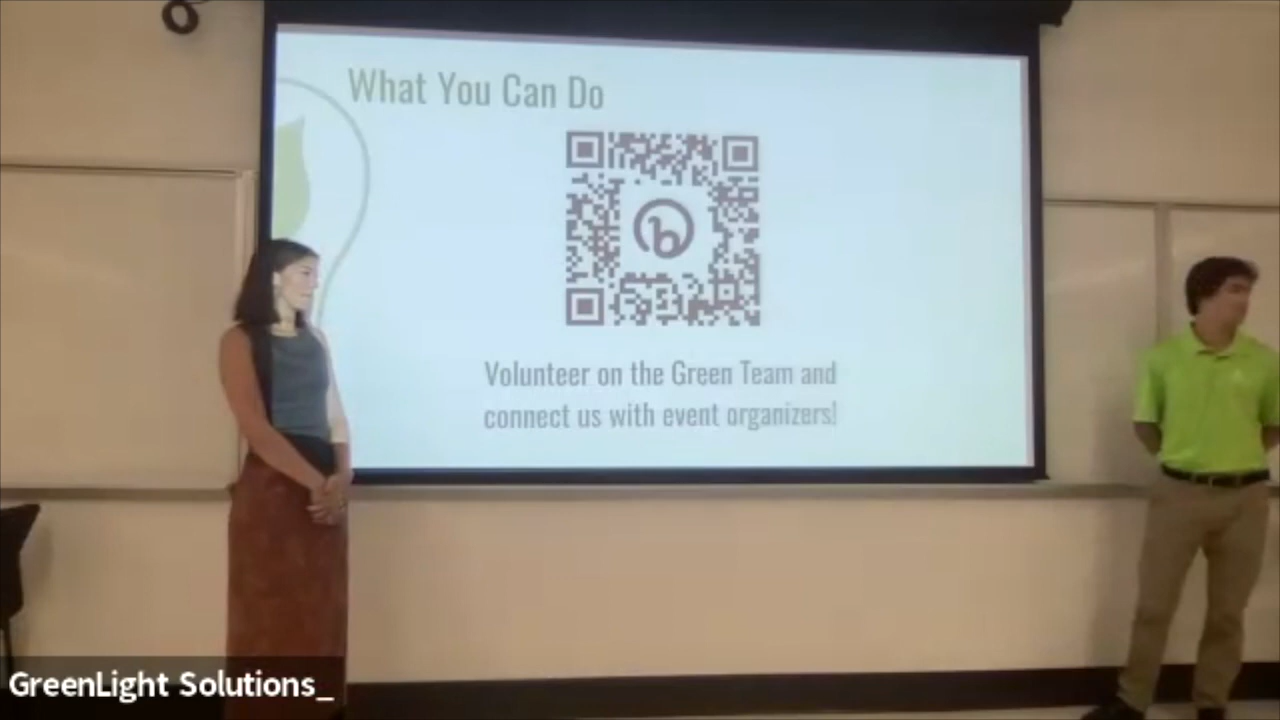 What You Can Do
b
Volunteer on the Green Team and
connect us with event organizers!
GreenLight Solutions_